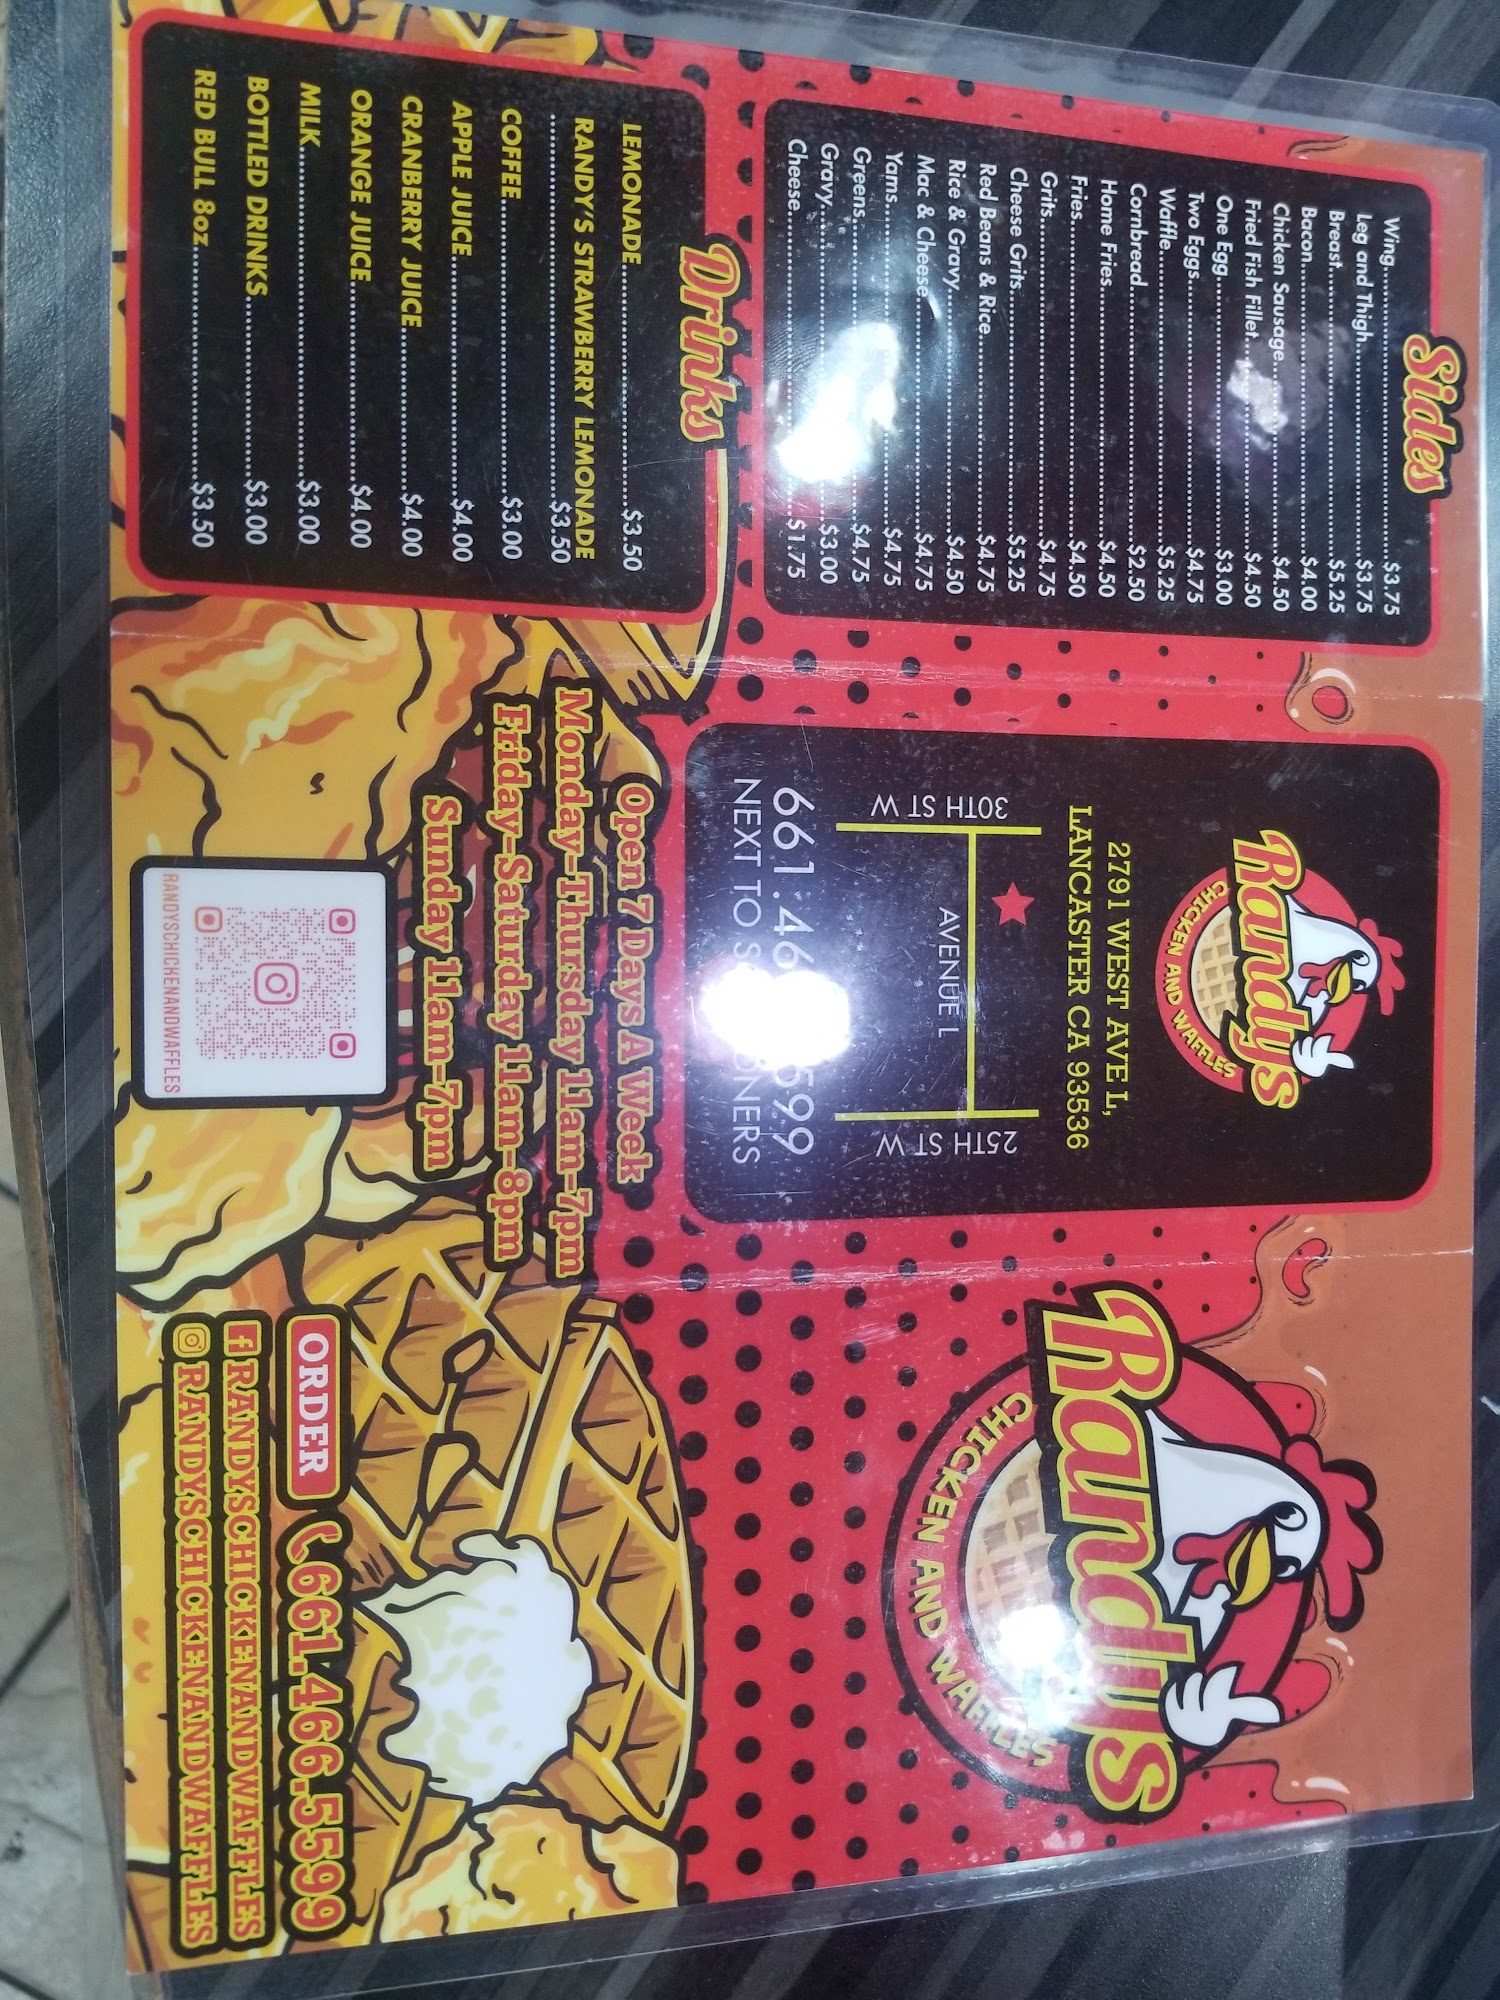 Sides
Wing...$3.75
Leg and Thigh...$3.75
Breast...$5.25
Bacon...$4.00
Chicken Sausage...$4.50
Fried Fish Fillet...$4.50
One Egg...$3.00
Two Eggs...$4.75
Waffle...$5.25
Cornbread...$2.50
Home Fries...$4.50
Fries...$4.50
Grits...$4.75
Cheese Grits...$5.25
Red Beans & Rice...$4.75
Rice & Gravy...$4.50
Mac & Cheese...$4.75
Yams...$4.75
Greens...$4.75
Gravy...$3.00
Cheese...$1.75
Drinks
LEMONADE...$3.50
RANDY'S STRAWBERRY LEMONADE
...$3.50
COFFEE...$3.00
APPLE JUICE...$4.00
CRANBERRY JUICE...$4.00
ORANGE JUICE...$4.00
MILK...$3.00
BOTTLED DRINKS...$3.00
RED BULL 8oz...$3.50
Randy's
CHICKEN AND WAFFLES
2791 WEST AVE L,
LANCASTER CA 93536
30TH ST W
AVENUE L
25TH ST W
661.46 599
NEXT TO
Open 7 Days A Week
Monday-Thursday 11am-7pm
Friday-Saturday 11am-8pm
Sunday 11am-7pm
RANDYSCHICKENANDWAFFLES
Randy's
CHICKEN AND WAFFLES
ORDER 661.466.5599
RANDYSCHICKENANDWAFFLES
RANDYSCHICKENANDWAFFLES